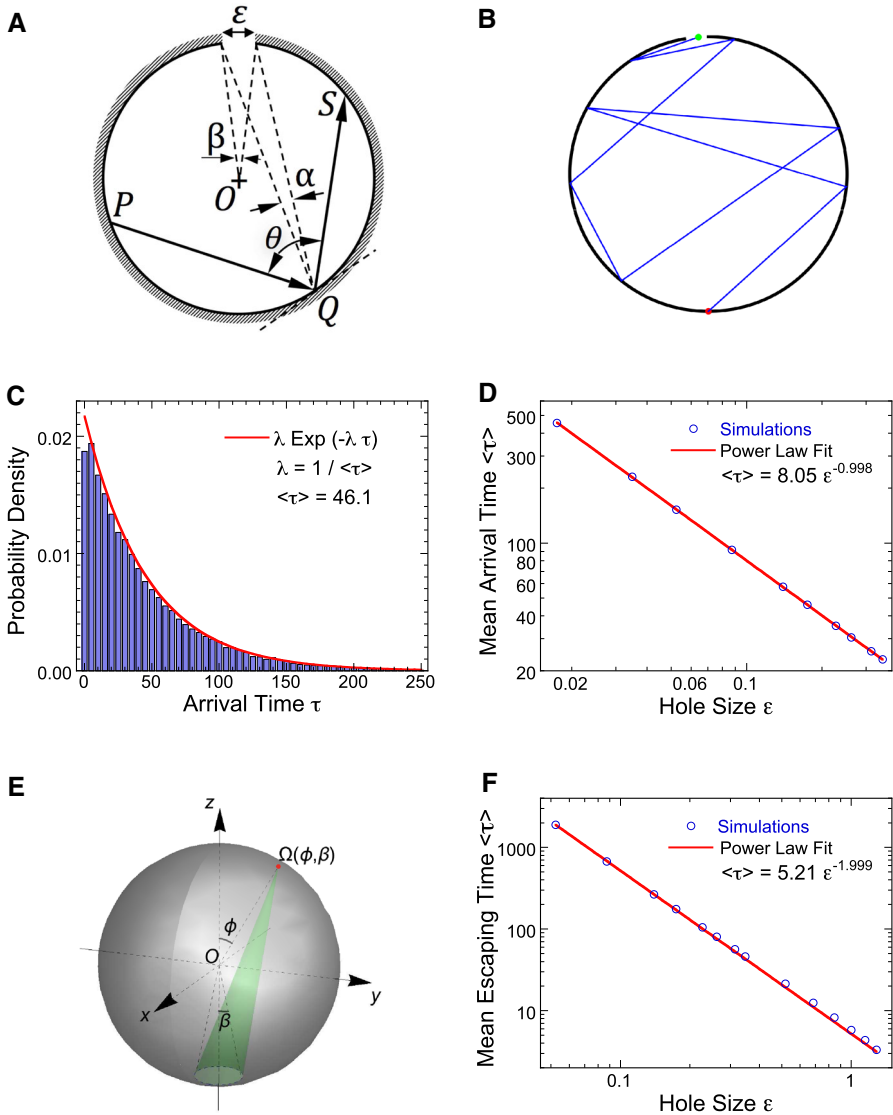 A
ε
β
O
α
S
P
θ
Q
B
C
Probability Density
0.02
0.01
0.00
λ Exp (-λ τ)
λ = 1 / <τ>
<τ> = 46.1
0 50 100 150 200 250
Arrival Time τ
D
Mean Arrival Time <τ>
500
300
100
80
60
40
20
Simulations
Power Law Fit
<τ> = 8.05 ε^-0.998
0.02 0.06 0.1
Hole Size ε
E
z
Ω(ϕ,β)
ϕ
O
x
y
β
F
Mean Escaping Time <τ>
1000
100
10
Simulations
Power Law Fit
<τ> = 5.21 ε^-1.999
0.1 1
Hole Size ε